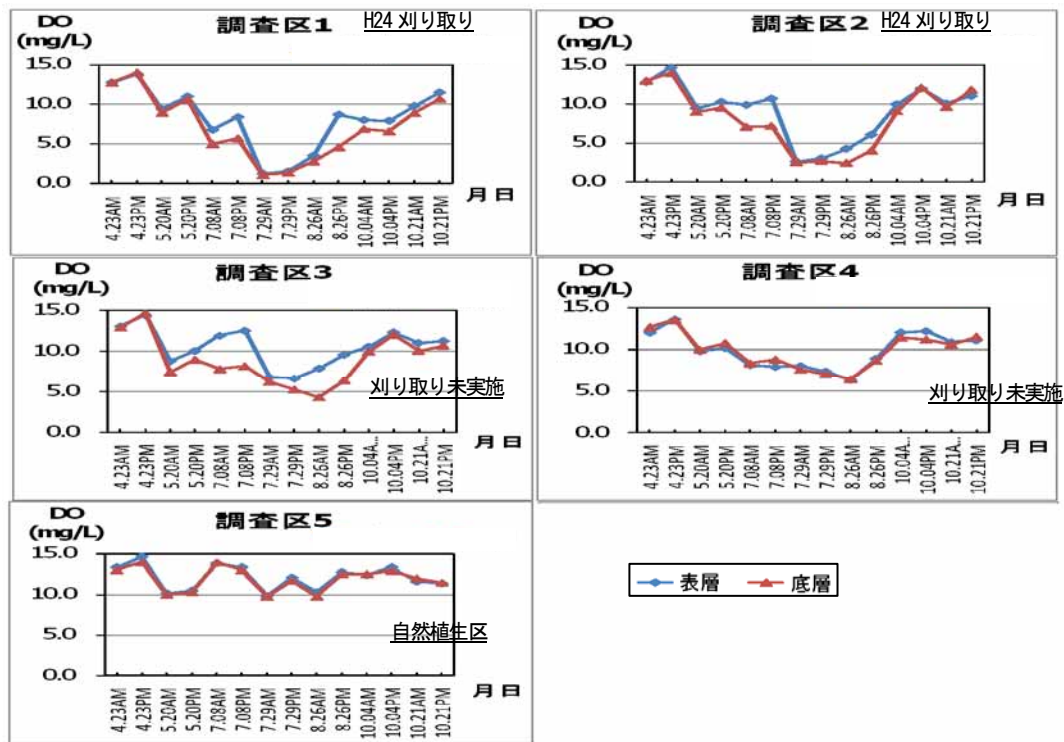 調査区1
H24 刈り取り
DO
(mg/L)
15.0
10.0
5.0
0.0
4.23AM
4.23PM
5.20AM
5.20PM
7.08AM
7.08PM
7.29AM
7.29PM
8.26AM
8.26PM
10.04AM
10.04PM
10.21AM
10.21PM
月日
調査区2
H24 刈り取り
DO
(mg/L)
15.0
10.0
5.0
0.0
4.23AM
4.23PM
5.20AM
5.20PM
7.08AM
7.08PM
7.29AM
7.29PM
8.26AM
8.26PM
10.04AM
10.04PM
10.21AM
10.21PM
月日
調査区3
DO
(mg/L)
15.0
10.0
5.0
0.0
刈り取り未実施
4.23AM
4.23PM
5.20AM
5.20PM
7.08AM
7.08PM
7.29AM
7.29PM
8.26AM
8.26PM
10.04A...
10.04PM
10.21A...
10.21PM
月日
調査区4
DO
(mg/L)
15.0
10.0
5.0
0.0
刈り取り未実施
4.23AM
4.23PM
5.20AM
5.20PM
7.08AM
7.08PM
7.29AM
7.29PM
8.26AM
8.26PM
10.04A...
10.04PM
10.21A...
10.21PM
月日
調査区5
DO
(mg/L)
15.0
10.0
5.0
0.0
自然植生区
4.23AM
4.23PM
5.20AM
5.20PM
7.08AM
7.08PM
7.29AM
7.29PM
8.26AM
8.26PM
10.04AM
10.04PM
10.21AM
10.21PM
月日
表層 底層